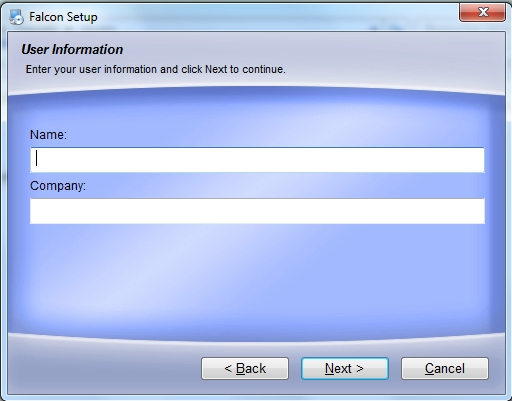 Falcon Setup
User Information
Enter your user information and click Next to continue.
Name:
Company:
< Back
Next >
Cancel